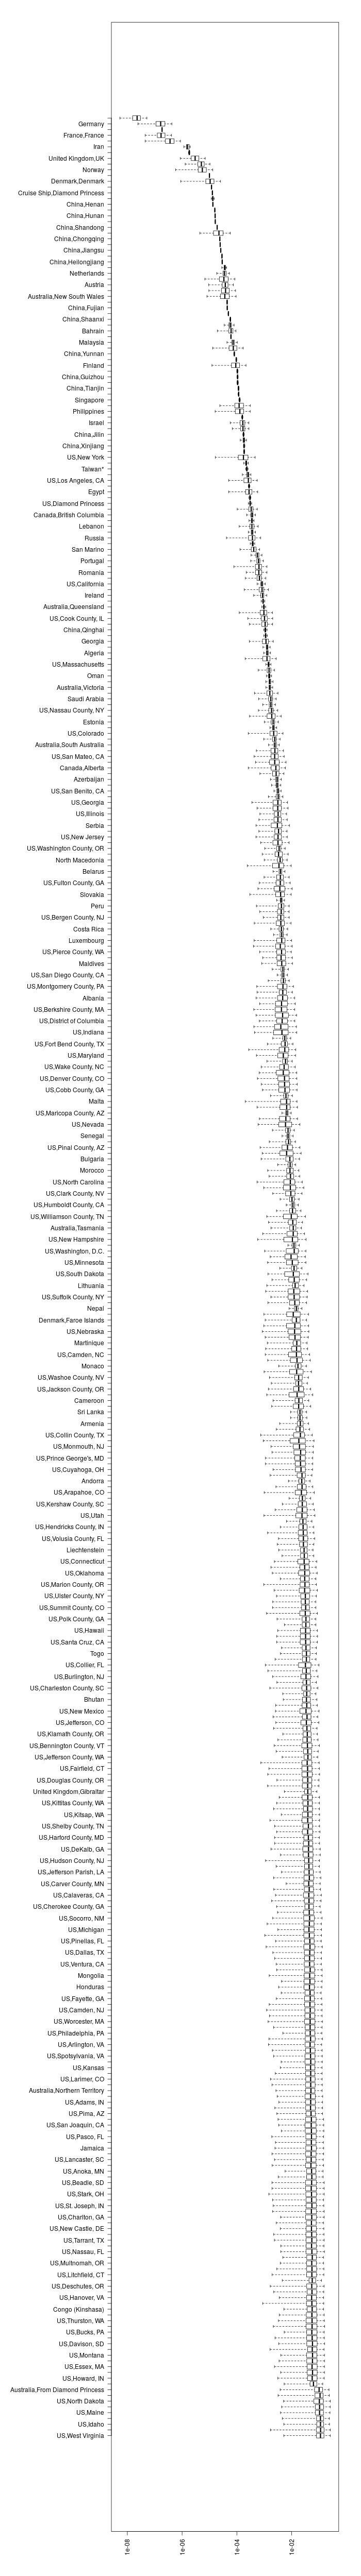 Germany
France,France
Iran
United Kingdom,UK
Norway
Denmark,Denmark
Cruise Ship,Diamond Princess
China,Henan
China,Hunan
China,Shandong
China,Chongqing
China,Jiangsu
China,Heilongjiang
Netherlands
Austria
Australia,New South Wales
China,Fujian
China,Shaanxi
Bahrain
Malaysia
China,Yunnan
Finland
China,Guizhou
China,Tianjin
Singapore
Philippines
Israel
China,Jilin
China,Xinjiang
US,New York
Taiwan*
US,Los Angeles, CA
Egypt
US,Diamond Princess
Canada,British Columbia
Lebanon
Russia
San Marino
Portugal
Romania
US,California
Ireland
Australia,Queensland
US,Cook County, IL
China,Qinghai
Georgia
Algeria
US,Massachusetts
Oman
Australia,Victoria
Saudi Arabia
US,Nassau County, NY
Estonia
US,Colorado
Australia,South Australia
US,San Mateo, CA
Canada,Alberta
Azerbaijan
US,San Benito, CA
US,Georgia
US,Illinois
Serbia
US,New Jersey
US,Washington County, OR
North Macedonia
Belarus
US,Fulton County, GA
Slovakia
Peru
US,Bergen County, NJ
Costa Rica
Luxembourg
US,Pierce County, WA
Maldives
US,San Diego County, CA
US,Montgomery County, PA
Albania
US,Berkshire County, MA
US,District of Columbia
US,Indiana
US,Fort Bend County, TX
US,Maryland
US,Wake County, NC
US,Denver County, CO
US,Cobb County, GA
Malta
US,Maricopa County, AZ
US,Nevada
Senegal
US,Pinal County, AZ
Bulgaria
Morocco
US,North Carolina
US,Clark County, NV
US,Humboldt County, CA
US,Williamson County, TN
Australia,Tasmania
US,New Hampshire
US,Washington, D.C.
US,Minnesota
US,South Dakota
Lithuania
US,Suffolk County, NY
Nepal
Denmark,Faroe Islands
US,Nebraska
Martinique
US,Camden, NC
Monaco
US,Washoe County, NV
US,Jackson County, OR
Cameroon
Sri Lanka
Armenia
US,Collin County, TX
US,Monmouth, NJ
US,Prince George's, MD
US,Cuyahoga, OH
Andorra
US,Arapahoe, CO
US,Kershaw County, SC
US,Utah
US,Hendricks County, IN
US,Volusia County, FL
Liechtenstein
US,Connecticut
US,Oklahoma
US,Marion County, OR
US,Ulster County, NY
US,Summit County, CO
US,Polk County, GA
US,Hawaii
US,Santa Cruz, CA
Togo
US,Collier, FL
US,Burlington, NJ
US,Charleston County, SC
Bhutan
US,New Mexico
US,Jefferson, CO
US,Klamath County, OR
US,Bennington County, VT
US,Jefferson County, WA
US,Fairfield, CT
US,Douglas County, OR
United Kingdom,Gibraltar
US,Kittitas County, WA
US,Kitsap, WA
US,Shelby County, TN
US,Harford County, MD
US,DeKalb, GA
US,Hudson County, NJ
US,Jefferson Parish, LA
US,Carver County, MN
US,Calaveras, CA
US,Cherokee County, GA
US,Socorro, NM
US,Michigan
US,Pinellas, FL
US,Dallas, TX
US,Ventura, CA
Mongolia
Honduras
US,Fayette, GA
US,Camden, NJ
US,Worcester, MA
US,Philadelphia, PA
US,Arlington, VA
US,Spotsylvania, VA
US,Kansas
US,Larimer, CO
Australia,Northern Territory
US,Adams, IN
US,Pima, AZ
US,San Joaquin, CA
US,Pasco, FL
Jamaica
US,Lancaster, SC
US,Anoka, MN
US,Beadle, SD
US,Stark, OH
US,St. Joseph, IN
US,Charlton, GA
US,New Castle, DE
US,Tarrant, TX
US,Nassau, FL
US,Multnomah, OR
US,Litchfield, CT
US,Deschutes, OR
US,Hanover, VA
Congo (Kinshasa)
US,Thurston, WA
US,Bucks, PA
US,Davison, SD
US,Montana
US,Essex, MA
US,Howard, IN
Australia,From Diamond Princess
US,North Dakota
US,Maine
US,Idaho
US,West Virginia
1e-08
1e-06
1e-04
1e-02